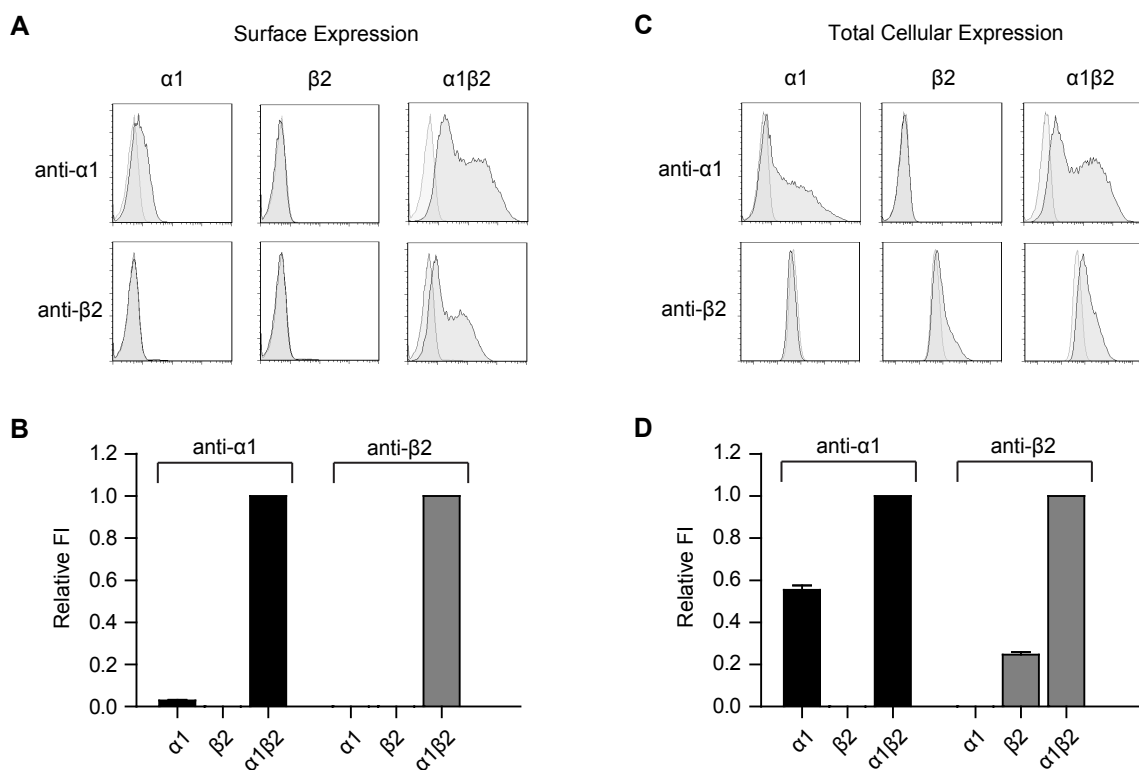 A
Surface Expression
α1
β2
α1β2
anti-α1
anti-β2
B
1.2
1.0
0.8
0.6
0.4
0.2
0.0
Relative FI
anti-α1
anti-β2
α1
β2
α1β2
α1
β2
α1β2
C
Total Cellular Expression
α1
β2
α1β2
anti-α1
anti-β2
D
1.2
1.0
0.8
0.6
0.4
0.2
0.0
Relative FI
anti-α1
anti-β2
α1
β2
α1β2
α1
β2
α1β2